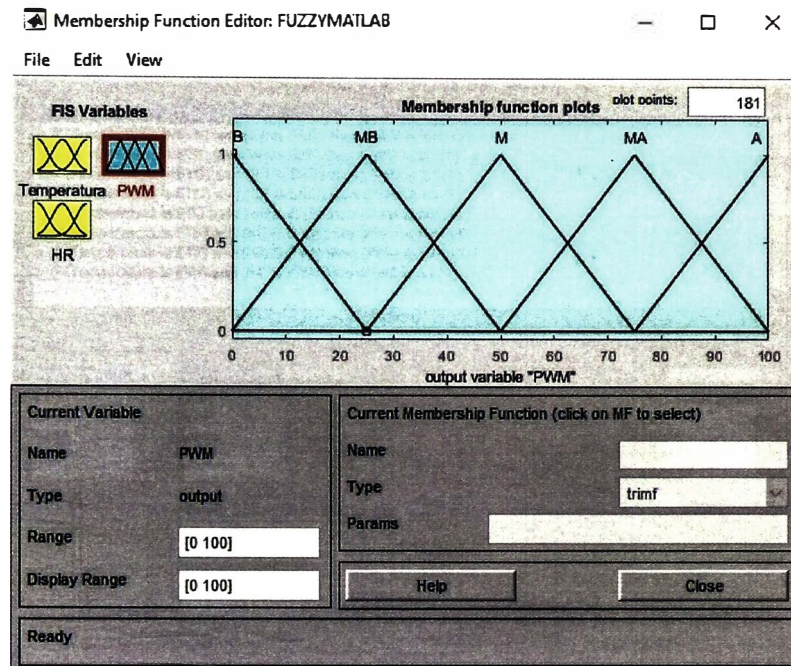 Membership Function Editor: FUZZYMATLAB
File Edit View
FIS Variables
Membership function plots
plot points:
181
Temperatura
PWM
HR
B
MB
M
MA
A
1
0.5
0
0 10 20 30 40 50 60 70 80 90 100
output variable "PWM"
Current Variable
Name PWM
Type output
Range [0 100]
Display Range [0 100]
Current Membership Function (click on MF to select)
Name
Type trimf
Params
Help
Close
Ready